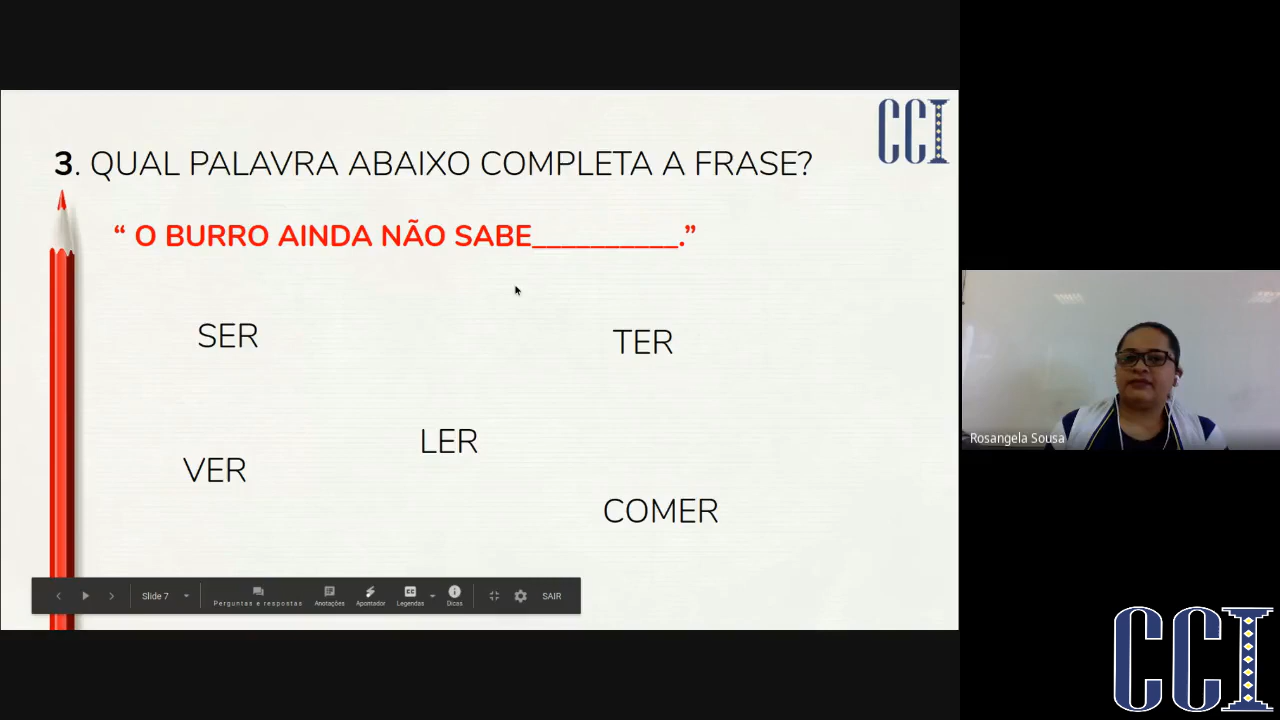 CCI
3. QUAL PALAVRA ABAIXO COMPLETA A FRASE?
“ O BURRO AINDA NÃO SABE__________.”
SER
TER
LER
VER
COMER
Slide 7
Perguntas e respostas
Anotações
Apontador
Legendas
Dicas
SAIR
Rosangela Sousa
CCI